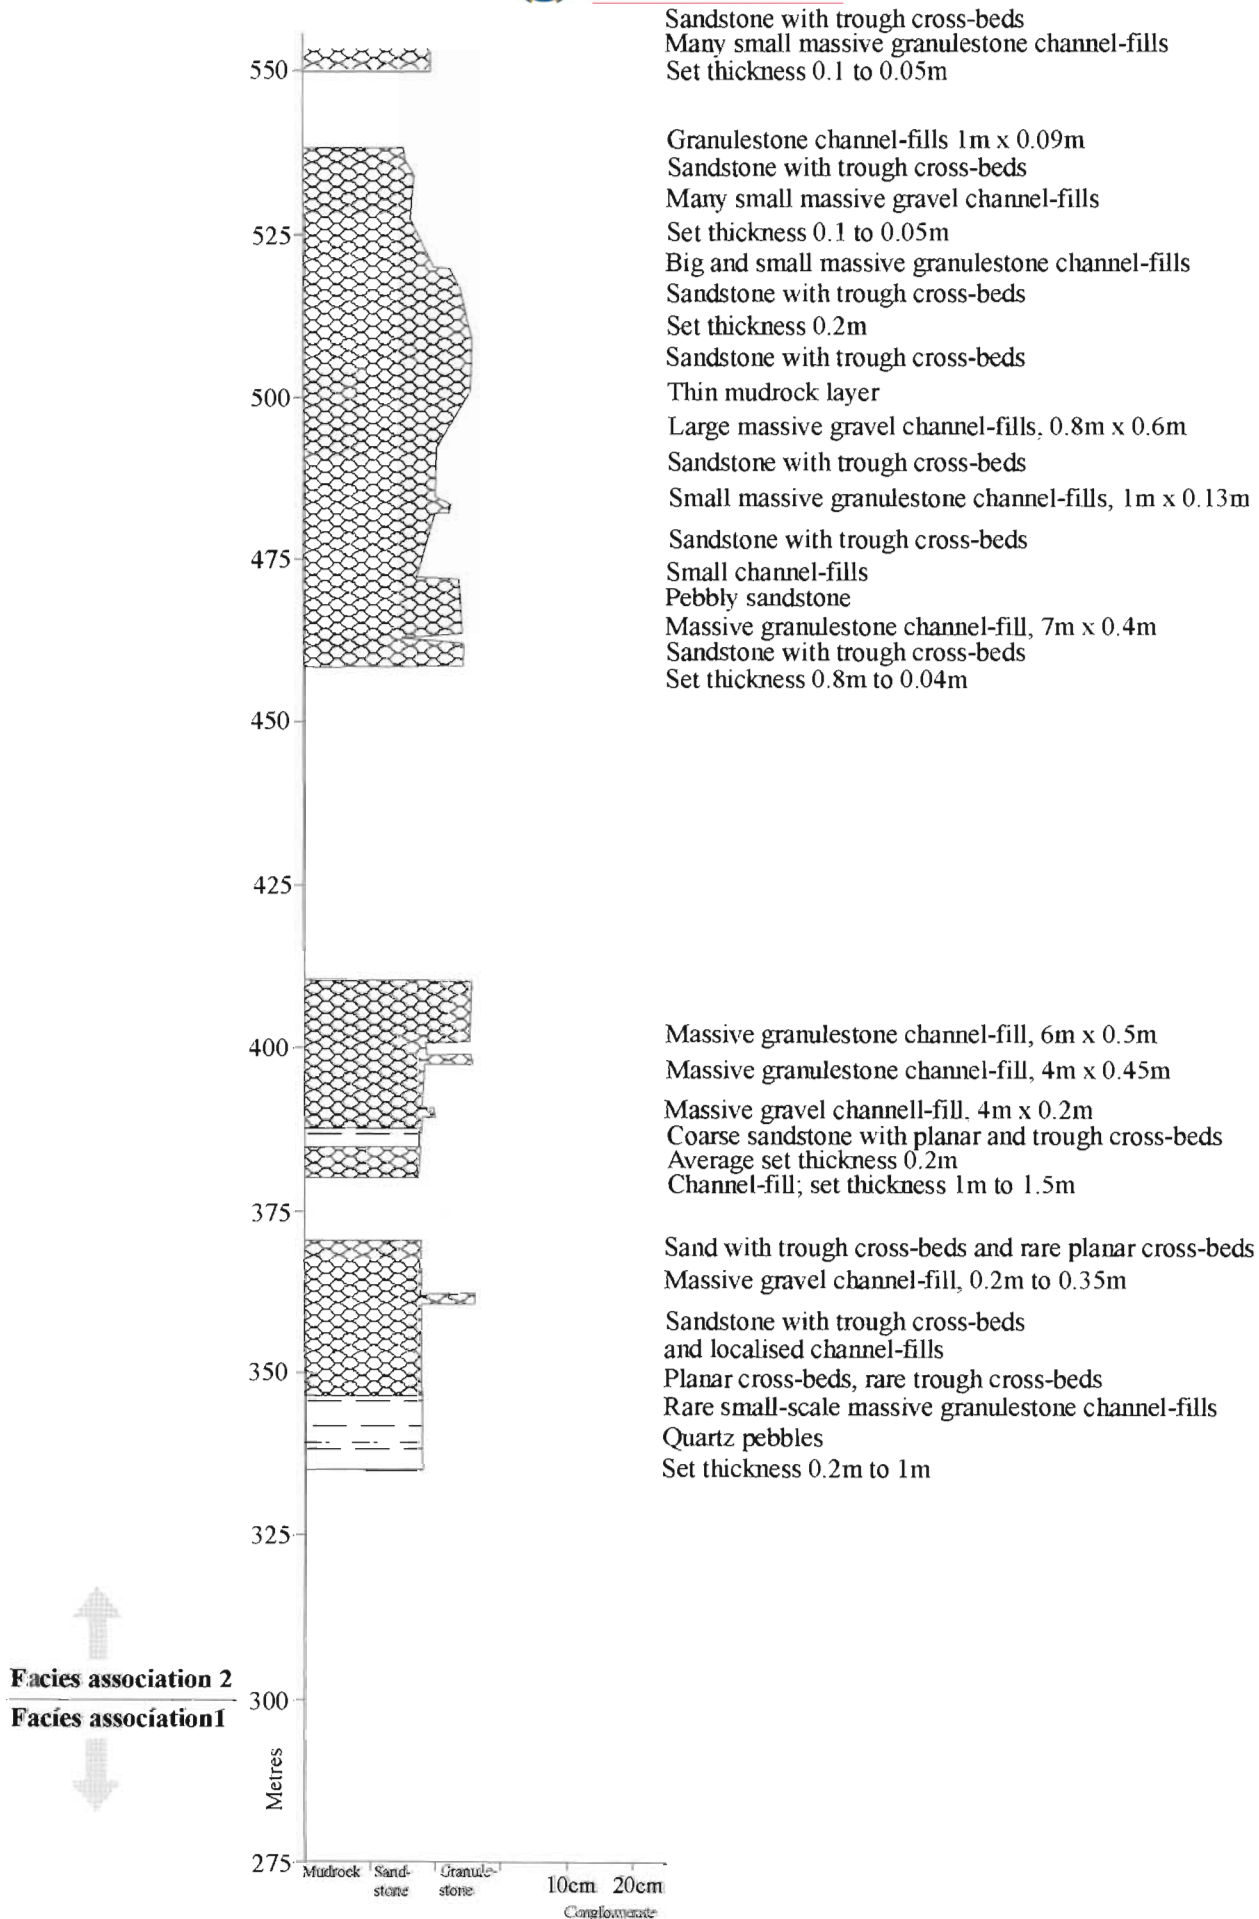 Sandstone with trough cross-beds
Many small massive granulestone channel-fills
550
Set thickness 0.1 to 0.05m
Granulestone channel-fills 1m x 0.09m
Sandstone with trough cross-beds
Many small massive gravel channel-fills
525
Set thickness 0.1 to 0.05m
Big and small massive granulestone channel-fills
Sandstone with trough cross-beds
Set thickness 0.2m
Sandstone with trough cross-beds
500
Thin mudrock layer
Large massive gravel channel-fills, 0.8m x 0.6m
Sandstone with trough cross-beds
Small massive granulestone channel-fills, 1m x 0.13m
Sandstone with trough cross-beds
475
Small channel-fills
Pebbly sandstone
Massive granulestone channel-fill, 7m x 0.4m
Sandstone with trough cross-beds
Set thickness 0.8m to 0.04m
450
425
Massive granulestone channel-fill, 6m x 0.5m
400
Massive granulestone channel-fill, 4m x 0.45m
Massive gravel channell-fill, 4m x 0.2m
Coarse sandstone with planar and trough cross-beds
Average set thickness 0.2m
Channel-fill; set thickness 1m to 1.5m
375
Sand with trough cross-beds and rare planar cross-beds
Massive gravel channel-fill, 0.2m to 0.35m
Sandstone with trough cross-beds
and localised channel-fills
350
Planar cross-beds, rare trough cross-beds
Rare small-scale massive granulestone channel-fills
Quartz pebbles
Set thickness 0.2m to 1m
325
Facies association 2
300
Facies association1
Metres
275
Mudrock Sand-stone Granule-stone
10cm 20cm
Conglomerate